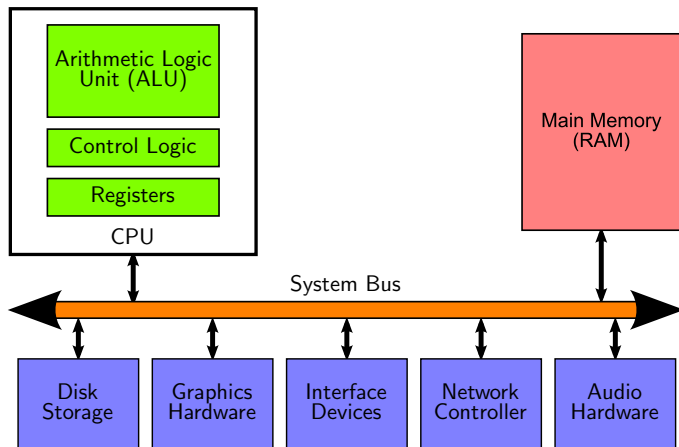 Arithmetic Logic
Unit (ALU)
Control Logic
Registers
CPU
Main Memory
(RAM)
System Bus
Disk
Storage
Graphics
Hardware
Interface
Devices
Network
Controller
Audio
Hardware